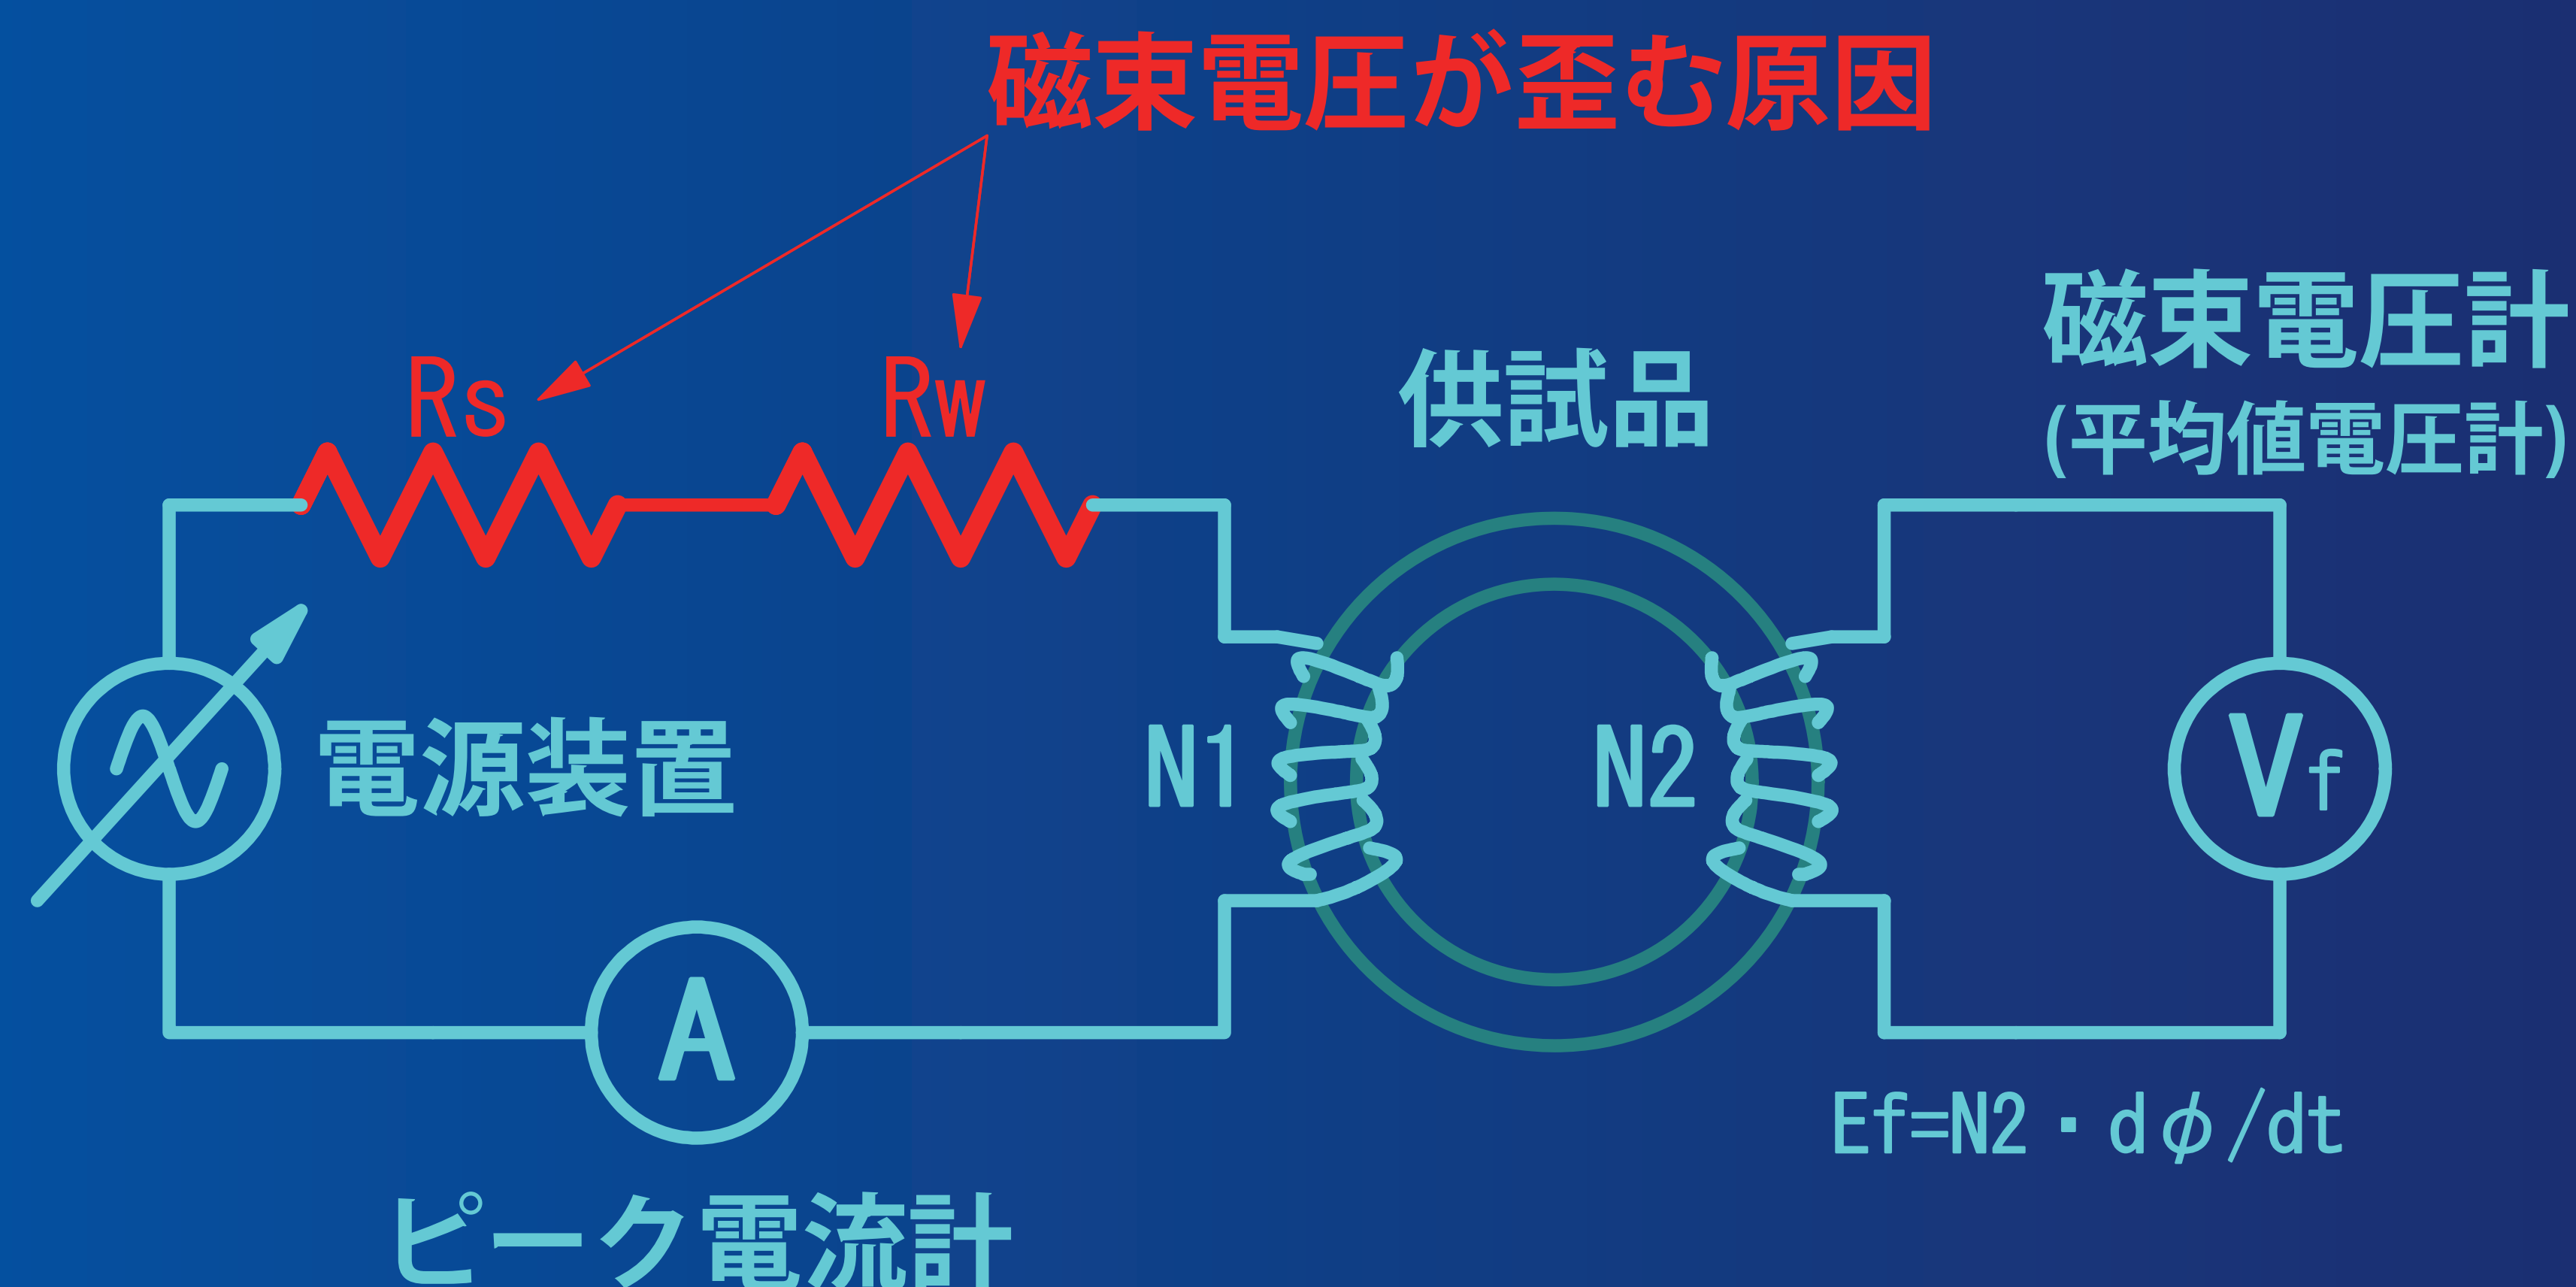 磁束電圧が歪む原因
磁束電圧計
(平均値電圧計)
供試品
Rs
Rw
電源装置
N1
N2
Vf
A
Ef=N2・dφ/dt
ピーク電流計